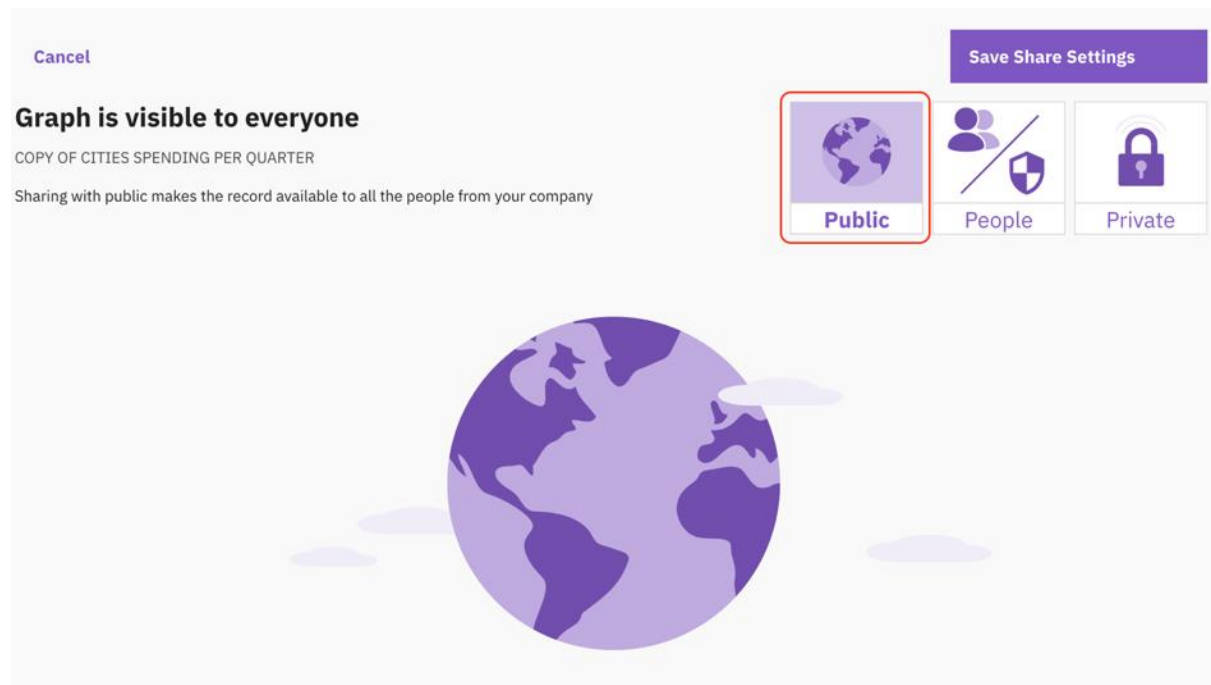 Cancel
Save Share Settings
Graph is visible to everyone
COPY OF CITIES SPENDING PER QUARTER
Sharing with public makes the record available to all the people from your company
Public
People
Private